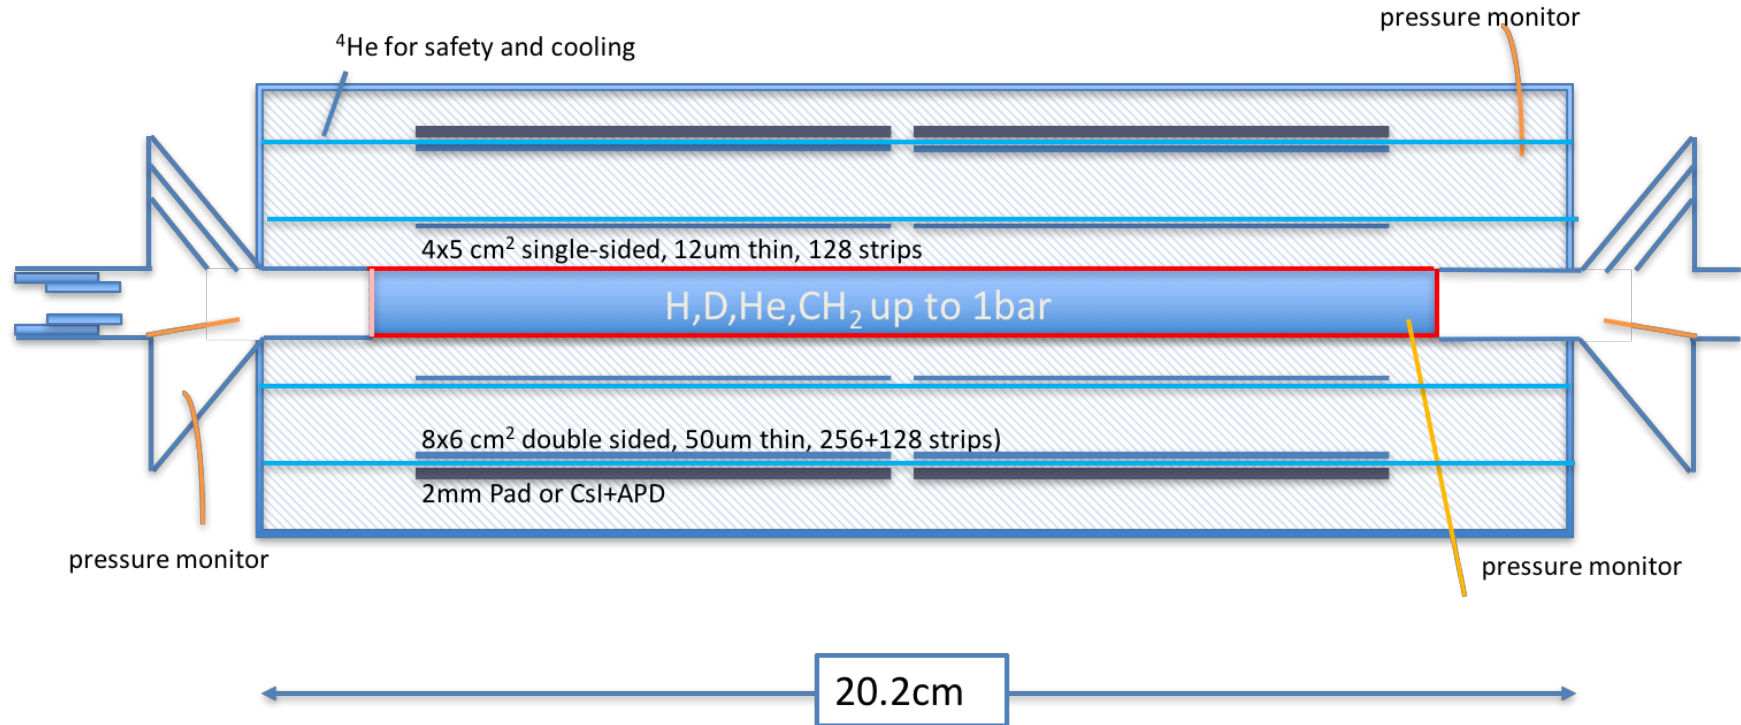 pressure monitor
⁴He for safety and cooling
4x5 cm² single-sided, 12um thin, 128 strips
H,D,He,CH₂ up to 1bar
8x6 cm² double sided, 50um thin, 256+128 strips)
2mm Pad or CsI+APD
pressure monitor
pressure monitor
20.2cm